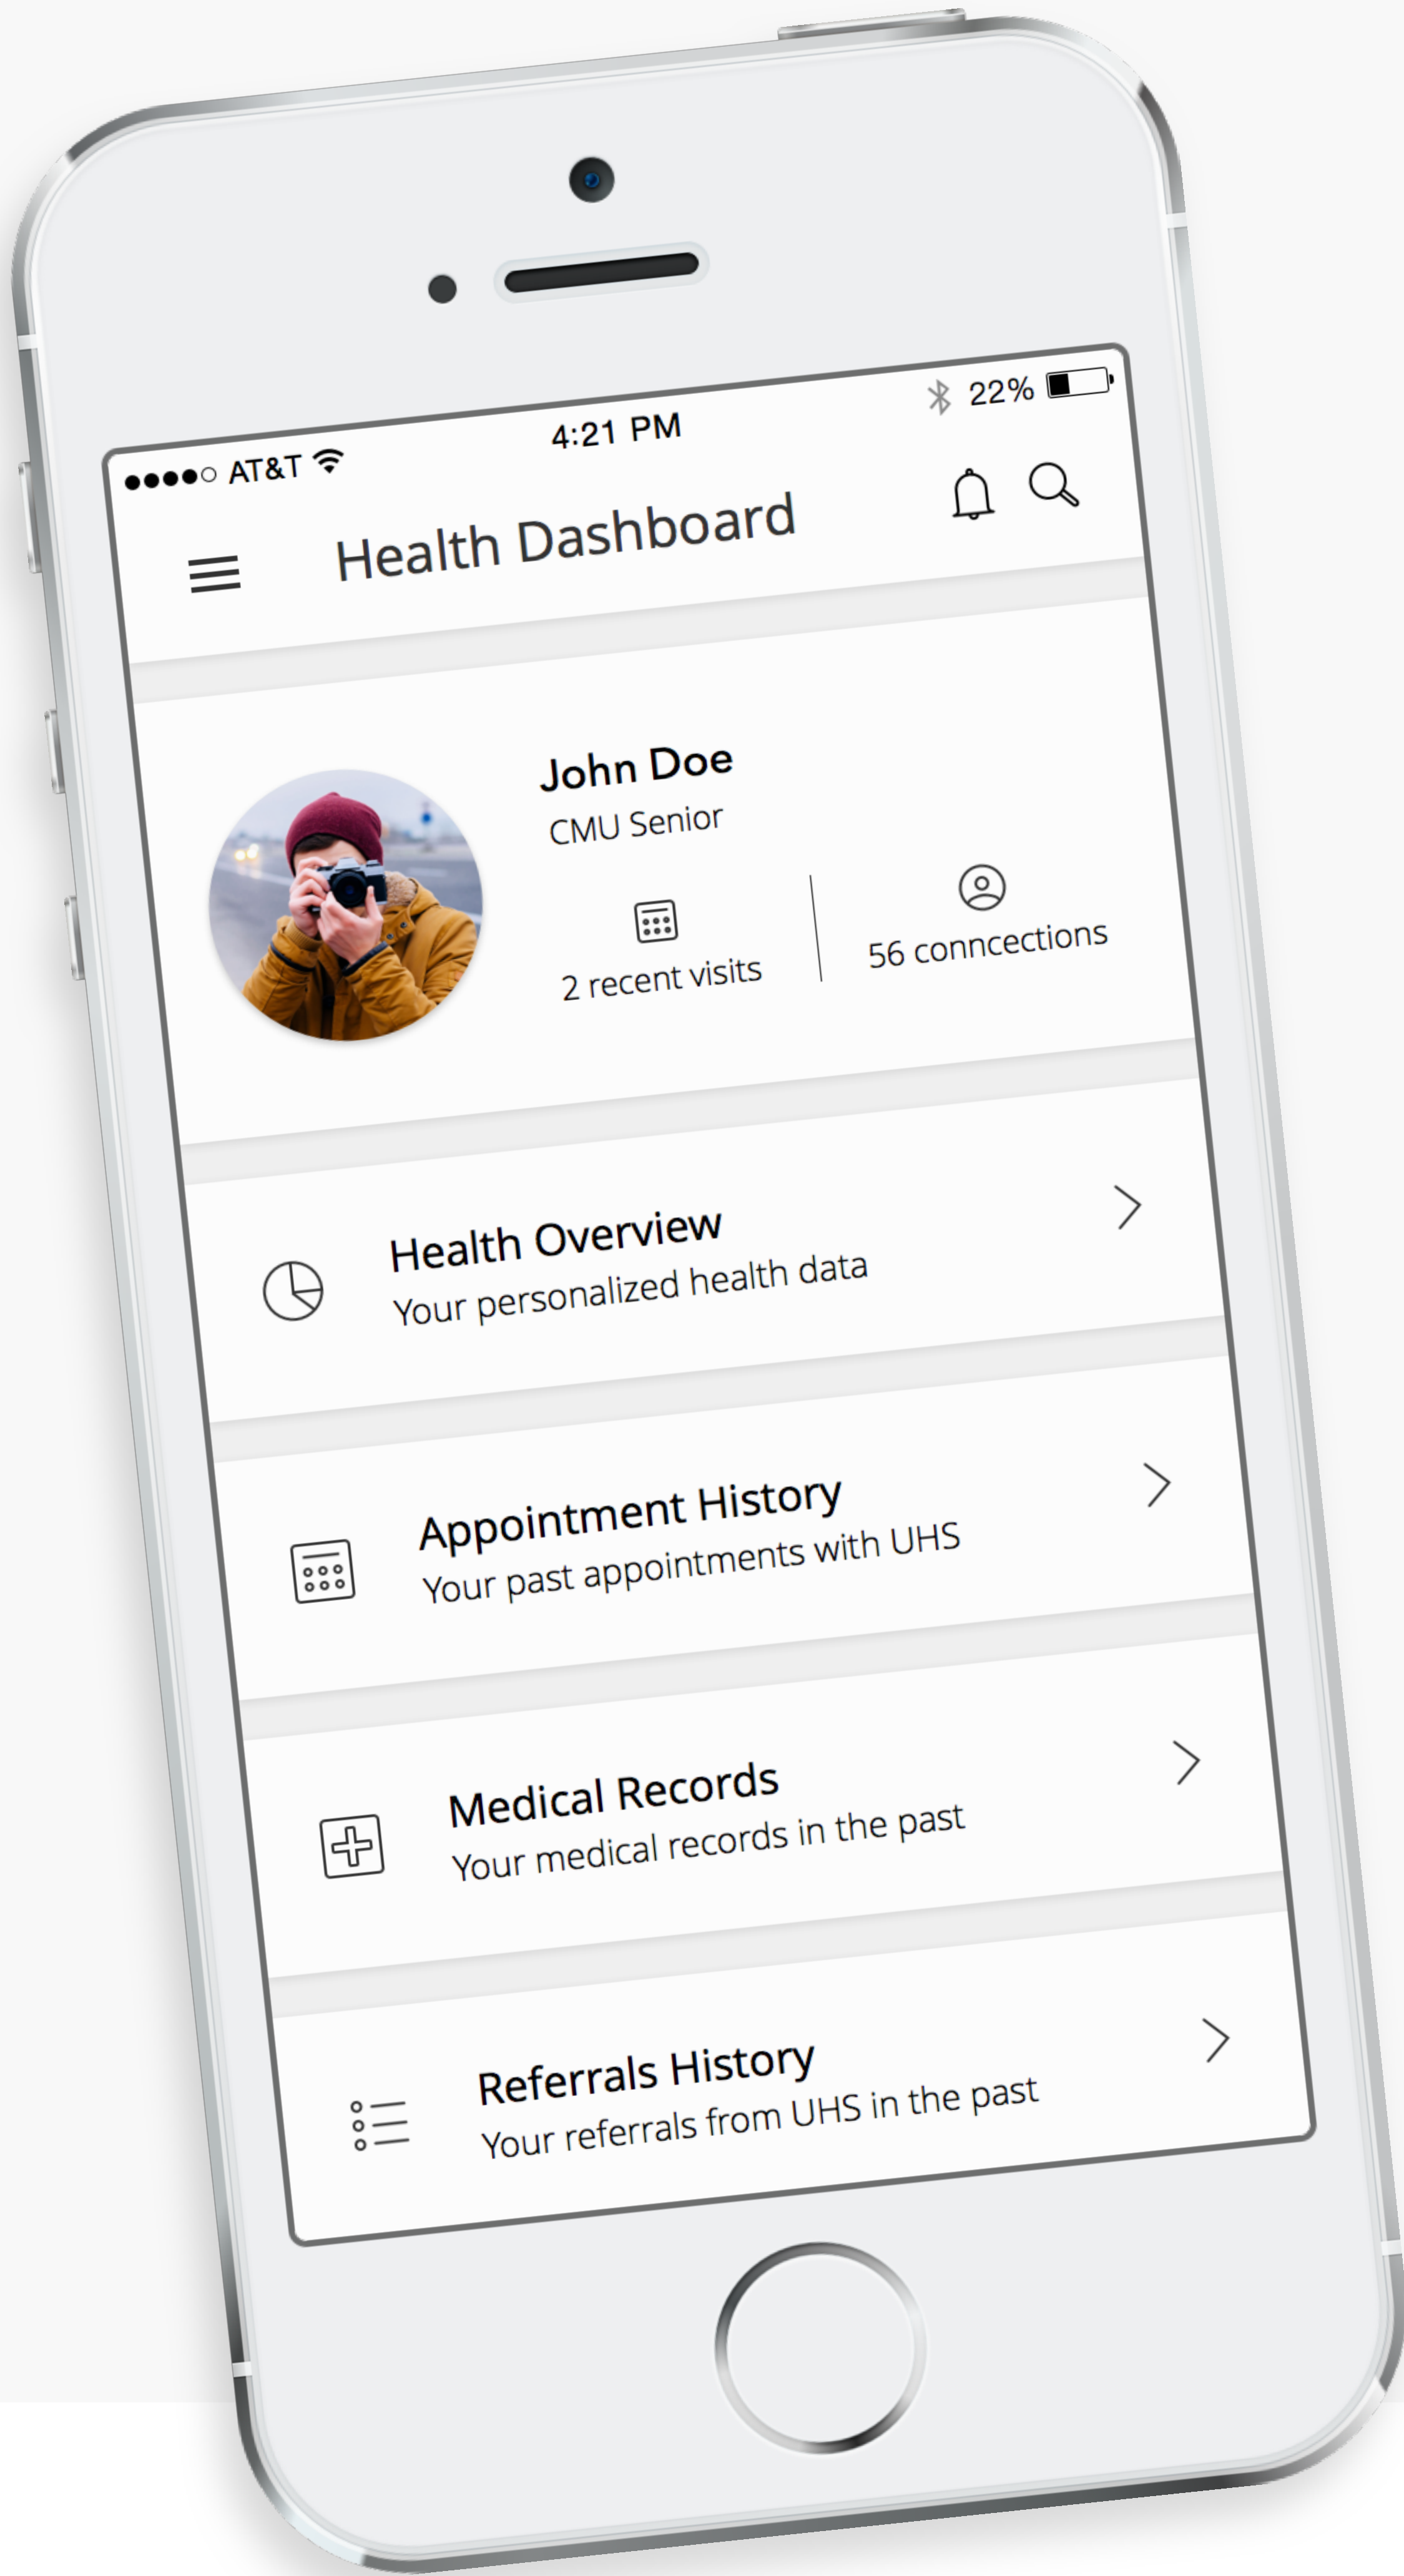 AT&T 4:21 PM 22%
Health Dashboard
John Doe
CMU Senior
2 recent visits
56 conncections
Health Overview
Your personalized health data
Appointment History
Your past appointments with UHS
Medical Records
Your medical records in the past
Referrals History
Your referrals from UHS in the past